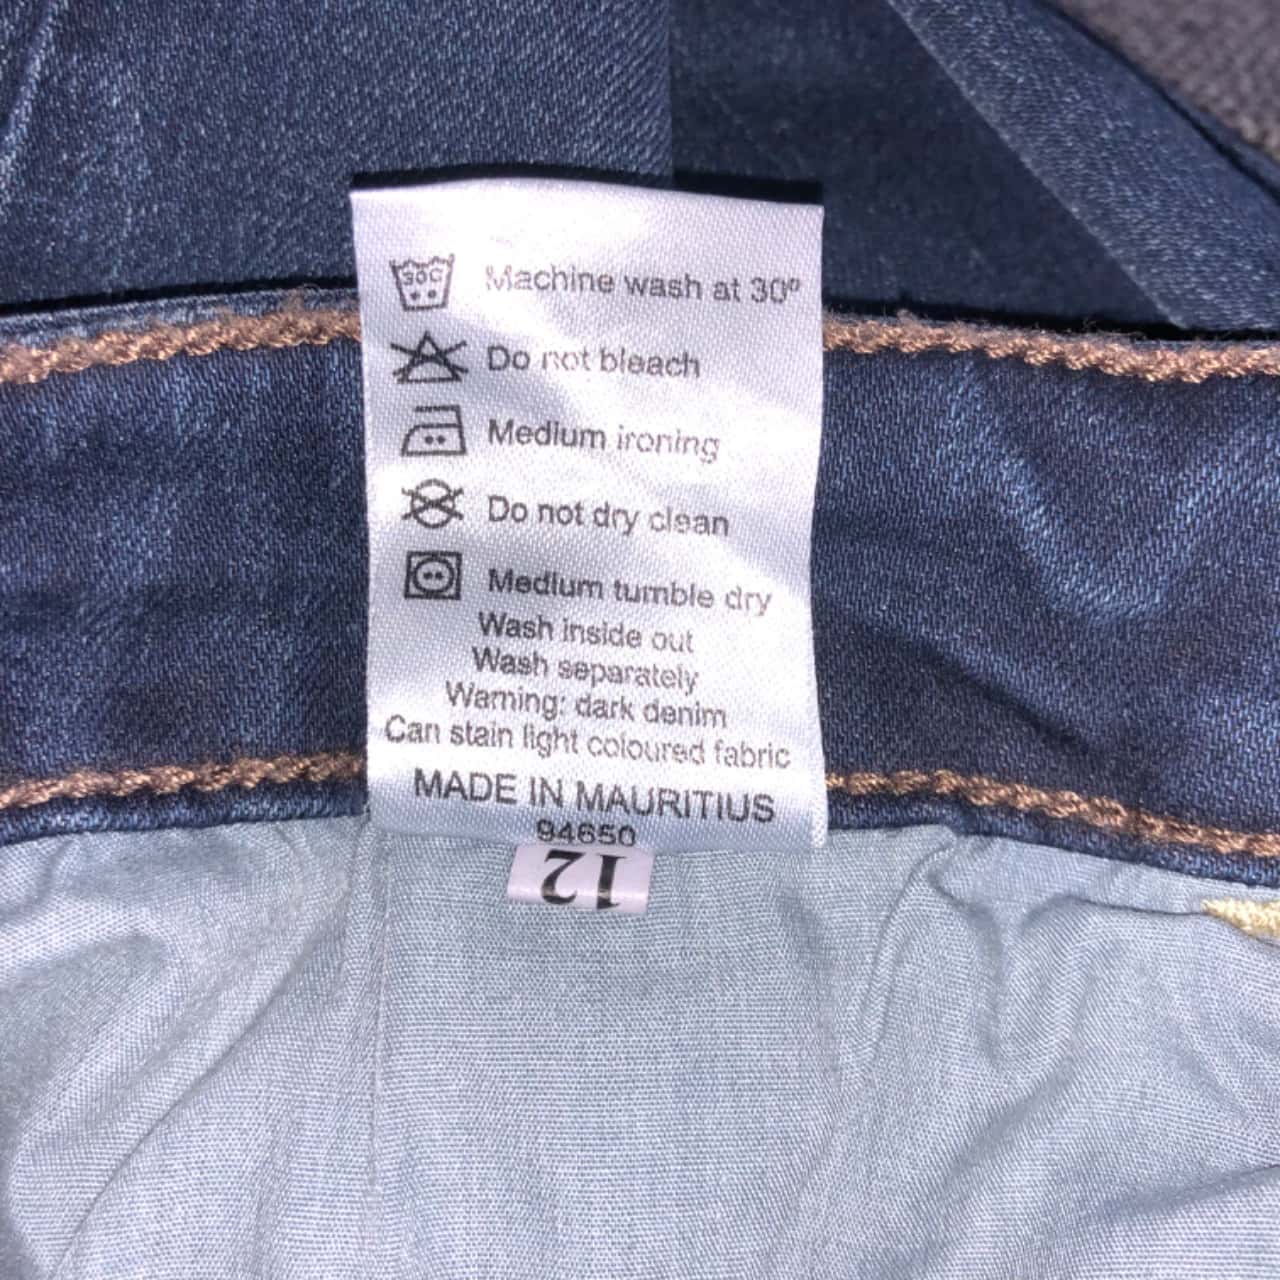 30C Machine wash at 30º
Do not bleach
Medium ironing
Do not dry clean
Medium tumble dry
Wash inside out
Wash separately
Warning: dark denim
Can stain light coloured fabric
MADE IN MAURITIUS
94650
12